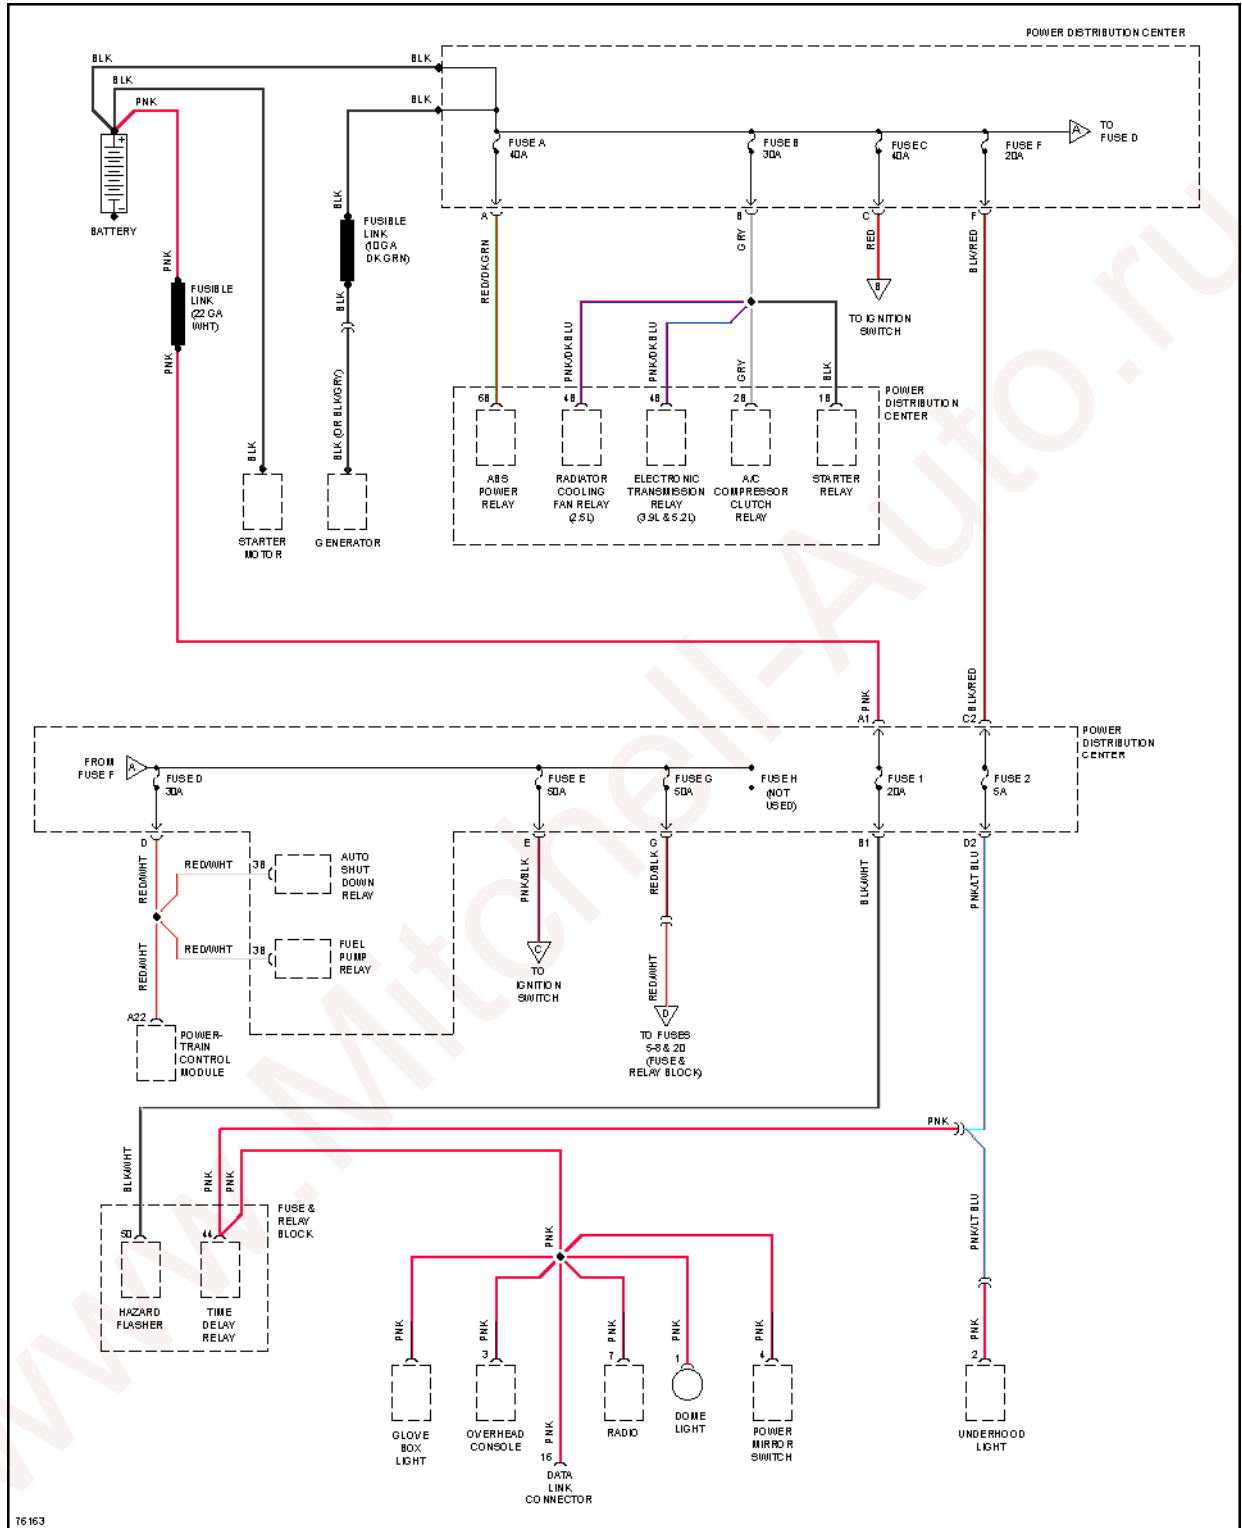 POWER DISTRIBUTION CENTER
BLK
BLK
BLK
PNK
BLK
FUSE A
40A
FUSE B
30A
FUSE C
40A
FUSE F
20A
A
TO
FUSE D
BATTERY
BLK
FUSIBLE
LINK
(10 GA
DKGRN)
A
B
C
F
RED/DKGRN
GRY
RED
BLK/RED
PNK
FUSIBLE
LINK
(22 GA
WHT)
BLK
B
TO IGNITION
SWITCH
PNK
BLK (OR BLK/GRY)
PNK/DK BLU
PNK/DK BLU
GRY
BLK
POWER
DISTRIBUTION
CENTER
6B
4B
4B
2B
1B
BLK
ABS
POWER
RELAY
RADIATOR
COOLING
FAN RELAY
(2.5L)
ELECTRONIC
TRANSMISSION
RELAY
(3.9L & 5.2L)
A/C
COMPRESSOR
CLUTCH
RELAY
STARTER
RELAY
STARTER
MOTOR
GENERATOR
PNK
BLK/RED
A1
C2
POWER
DISTRIBUTION
CENTER
FROM
FUSE F
A
FUSE D
30A
FUSE E
50A
FUSE G
50A
FUSE H
(NOT
USED)
FUSE 1
20A
FUSE 2
5A
D
E
G
B1
D2
RED/WHT
RED/WHT
3B
AUTO
SHUT
DOWN
RELAY
PNK/BLK
RED/BLK
BLK/WHT
PNK/LT BLU
RED/WHT
RED/WHT
3B
FUEL
PUMP
RELAY
C
TO
IGNITION
SWITCH
RED/WHT
D
TO FUSES
5-8 & 20
(FUSE &
RELAY BLOCK)
A22
POWER-
TRAIN
CONTROL
MODULE
PNK
BLK/WHT
PNK
PNK
FUSE &
RELAY
BLOCK
50
44
HAZARD
FLASHER
TIME
DELAY
RELAY
PNK
PNK/LT BLU
PNK
PNK
PNK
PNK
PNK
PNK
3
7
1
4
2
GLOVE
BOX
LIGHT
OVERHEAD
CONSOLE
PNK
16
DATA
LINK
CONNECTOR
RADIO
DOME
LIGHT
POWER
MIRROR
SWITCH
UNDERHOOD
LIGHT
76163
www.Mitchell-Auto.ru